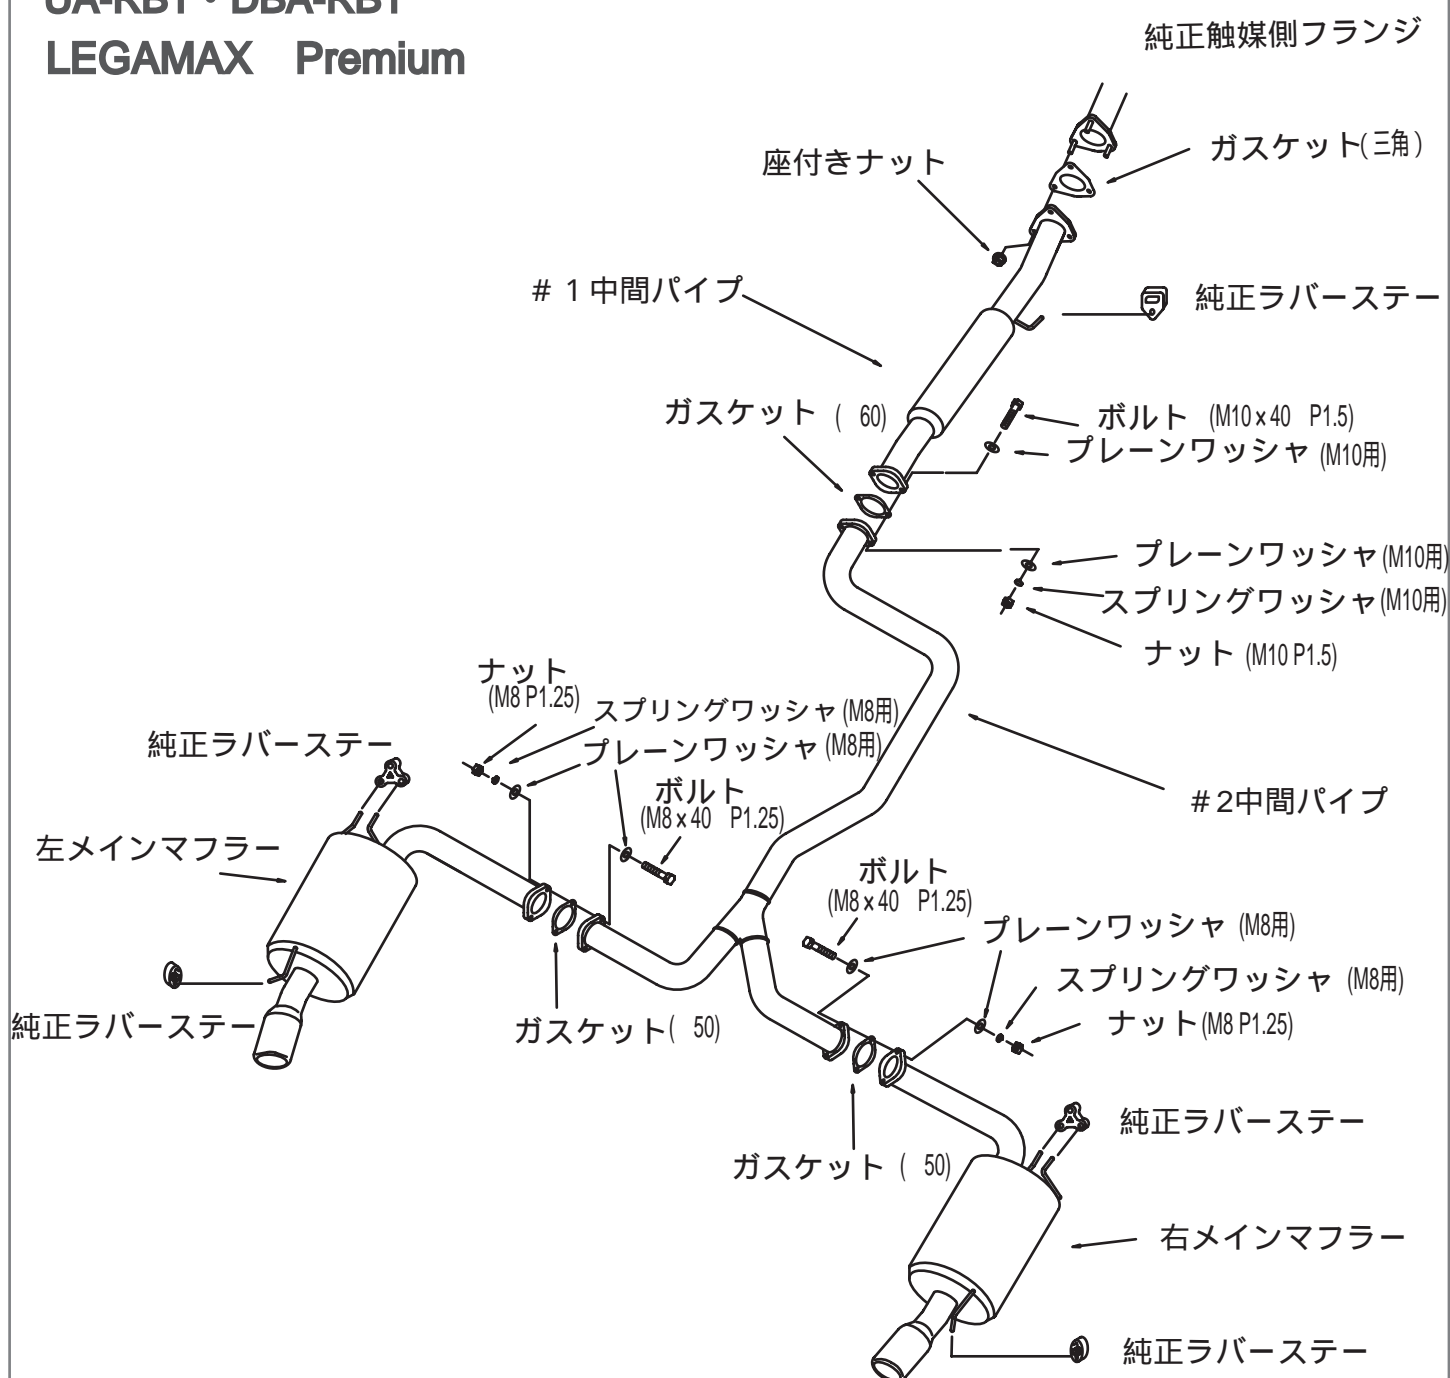 UA-RB1・DBA-RB1
LEGAMAX Premium
純正触媒側フランジ
ガスケット(三角)
座付きナット
#1中間パイプ
純正ラバーステー
ガスケット ( 60)
ボルト (M10×40 P1.5)
プレーンワッシャ (M10用)
プレーンワッシャ(M10用)
スプリングワッシャ(M10用)
ナット (M10 P1.5)
ナット
(M8 P1.25)
スプリングワッシャ(M8用)
プレーンワッシャ(M8用)
純正ラバーステー
ボルト
(M8×40 P1.25)
#2中間パイプ
左メインマフラー
ボルト
(M8×40 P1.25)
プレーンワッシャ (M8用)
スプリングワッシャ (M8用)
ナット(M8 P1.25)
純正ラバーステー
ガスケット( 50)
純正ラバーステー
ガスケット ( 50)
右メインマフラー
純正ラバーステー